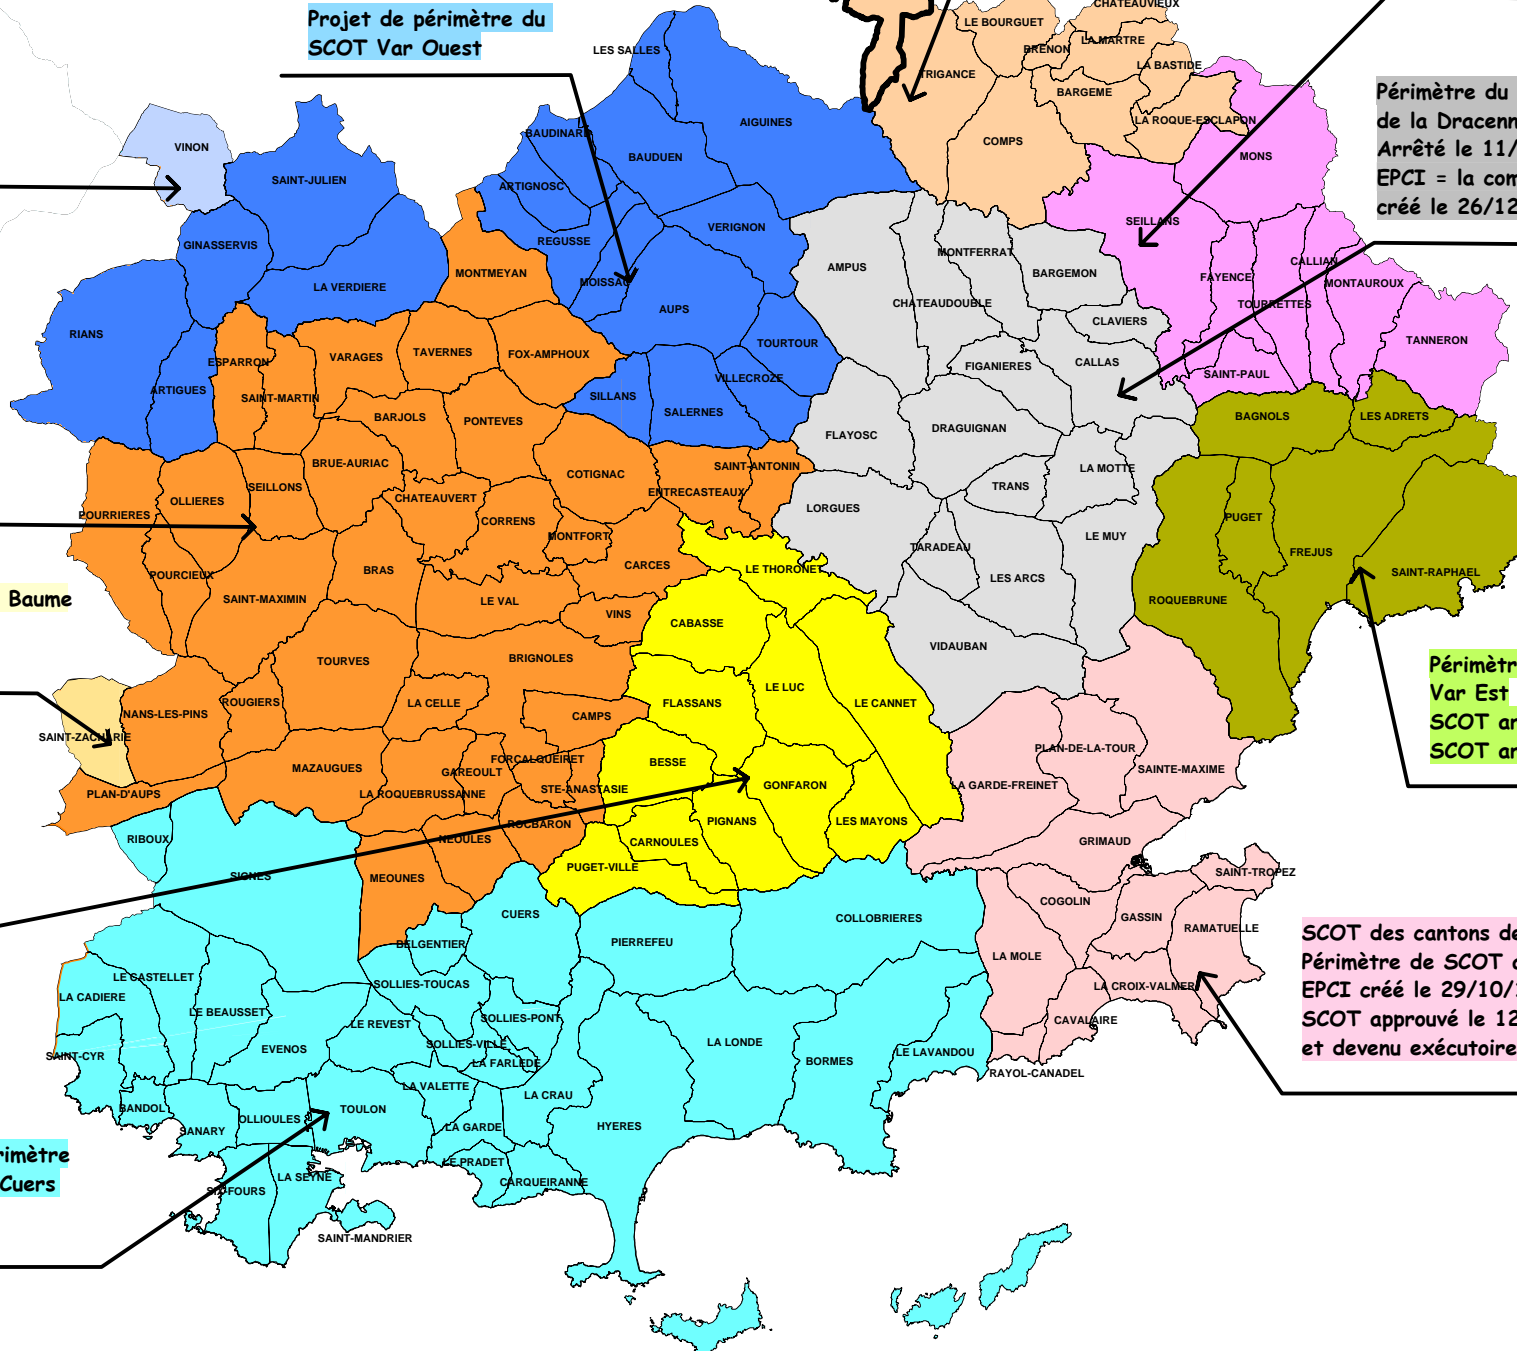 Projet de périmètre du
SCOT Var Ouest
CHATEAUVIEUX
LE BOURGUET
LA MARTRE
BRENON
LES SALLES
LA BASTIDE
TRIGANCE
BARGEME
AIGUINES
LA ROQUE-ESCLAPON
Périmètre du
de la Dracenn
Arrêté le 11/
EPCI = la com
créé le 26/12
BAUDINARD
COMPS
VINON
BAUDUEN
MONS
SAINT-JULIEN
ARTIGNOSC
SEILLANS
VERIGNON
REGUSSE
GINASSERVIS
MONTFERRAT
CALLIAN
AMPUS
MONTMEYAN
BARGEMON
FAYENCE
MOISSAC
MONTAUROUX
LA VERDIERE
CHATEAUDOUBLE
TOURRETTES
AUPS
CLAVIERS
RIANS
TANNERON
TOURTOUR
TAVERNES
FOX-AMPHOUX
VARAGES
ESPARRON
CALLAS
FIGANIERES
SAINT-PAUL
VILLECROZE
ARTIGUES
SILLANS
SAINT-MARTIN
SALERNES
BARJOLS
PONTEVES
BAGNOLS
LES ADRETS
DRAGUIGNAN
FLAYOSC
BRUE-AURIAC
SAINT-ANTONIN
LA MOTTE
COTIGNAC
SEILLONS
TRANS
ENTRECASTEAUX
CHATEAUVERT
OLLIERES
LORGUES
POURRIERES
PUGET
CORRENS
MONTFORT
LE MUY
TARADEAU
FREJUS
CARCES
LE THORONET
BRAS
SAINT-RAPHAEL
POURCIEUX
LES ARCS
Baume
SAINT-MAXIMIN
LE VAL
ROQUEBRUNE
VINS
CABASSE
VIDAUBAN
BRIGNOLES
TOURVES
Périmètr
Var Est
SCOT ar
SCOT ar
LE LUC
LA CELLE
ROUGIERS
FLASSANS
LE CANNET
NANS-LES-PINS
CAMPS
SAINT-ZACHARIE
PLAN-DE-LA-TOUR
FORCALQUEIRET
BESSE
MAZAUGUES
GAREOULT
SAINTE-MAXIME
GONFARON
LA GARDE-FREINET
STE-ANASTASIE
PLAN-D'AUPS
LA ROQUEBRUSSANNE
PIGNANS
LES MAYONS
ROCBARON
RIBOUX
NEOULES
CARNOULES
GRIMAUD
PUGET-VILLE
SAINT-TROPEZ
SIGNES
MEOUNES
COGOLIN
CUERS
COLLOBRIERES
GASSIN
RAMATUELLE
SCOT des cantons de
Périmètre de SCOT a
EPCI créé le 29/10/
SCOT approuvé le 12
et devenu exécutoire
BELGENTIER
PIERREFEU
LA MOLE
LE CASTELLET
SOLLIES-TOUCAS
LA CROIX-VALMER
LA CADIERE
LE BEAUSSET
SOLLIES-PONT
CAVALAIRE
LE REVEST
SOLLIES-VILLE
LA LONDE
EVENOS
LE LAVANDOU
SAINT-CYR
LA FARLEDE
BORMES
RAYOL-CANADEL
LA VALETTE
LA CRAU
BANDOL
TOULON
OLLIOULES
HYERES
LA GARDE
SANARY
rimètre
Cuers
LE PRADET
LA SEYNE
CARQUEIRANNE
SIX-FOURS
SAINT-MANDRIER